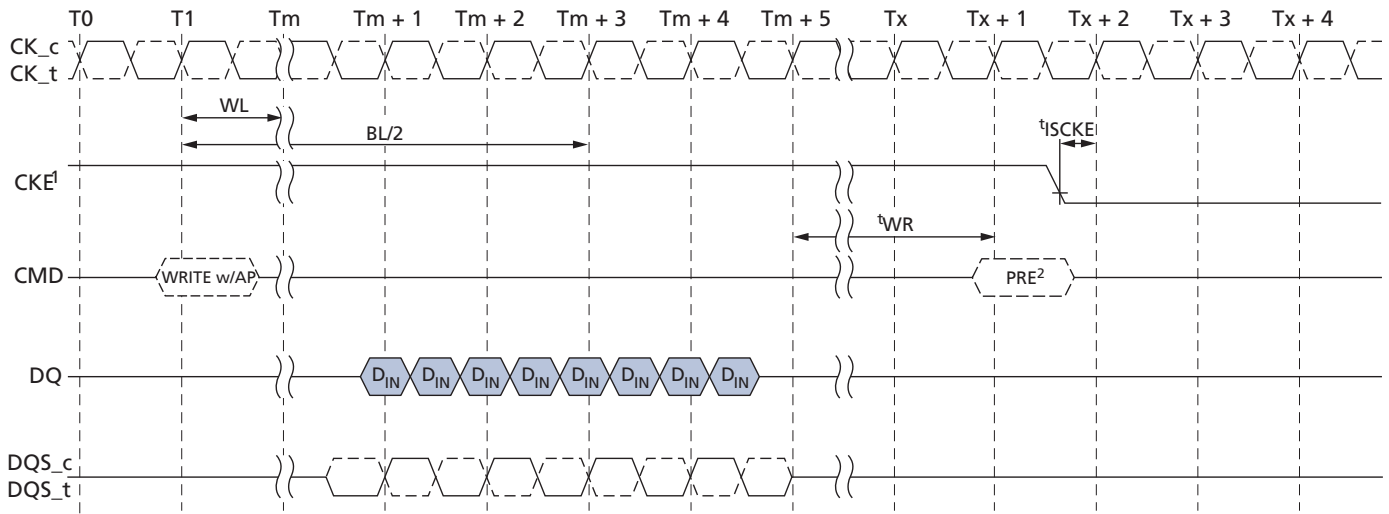 T0 T1 Tm Tm + 1 Tm + 2 Tm + 3 Tm + 4 Tm + 5 Tx Tx + 1 Tx + 2 Tx + 3 Tx + 4
CK_c
CK_t
WL
BL/2
tISCKE
CKE1
tWR
CMD WRITE w/AP PRE2
DQ DIN DIN DIN DIN DIN DIN DIN DIN
DQS_c
DQS_t